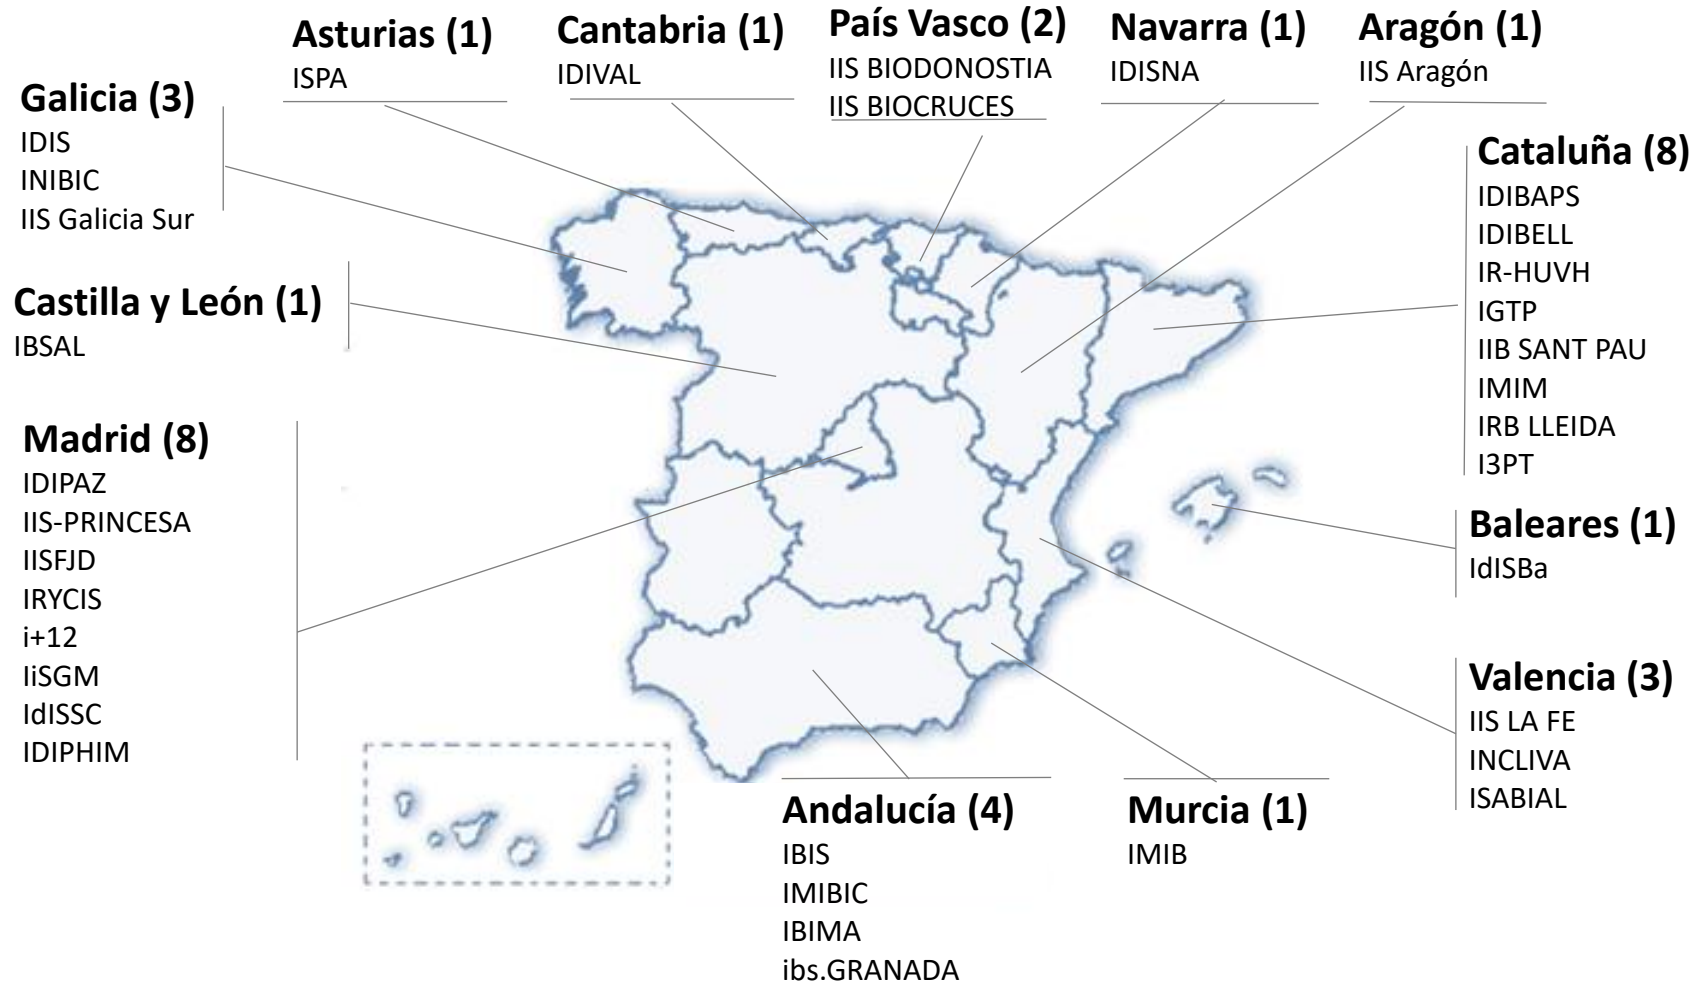 Asturias (1)
ISPA
Cantabria (1)
IDIVAL
País Vasco (2)
IIS BIODONOSTIA
IIS BIOCRUCES
Navarra (1)
IDISNA
Aragón (1)
IIS Aragón
Galicia (3)
IDIS
INIBIC
IIS Galicia Sur
Castilla y León (1)
IBSAL
Madrid (8)
IDIPAZ
IIS-PRINCESA
IISFJD
IRYCIS
i+12
IiSGM
IdISSC
IDIPHIM
Cataluña (8)
IDIBAPS
IDIBELL
IR-HUVH
IGTP
IIB SANT PAU
IMIM
IRB LLEIDA
I3PT
Baleares (1)
IdISBa
Valencia (3)
IIS LA FE
INCLIVA
ISABIAL
Andalucía (4)
IBIS
IMIBIC
IBIMA
ibs.GRANADA
Murcia (1)
IMIB